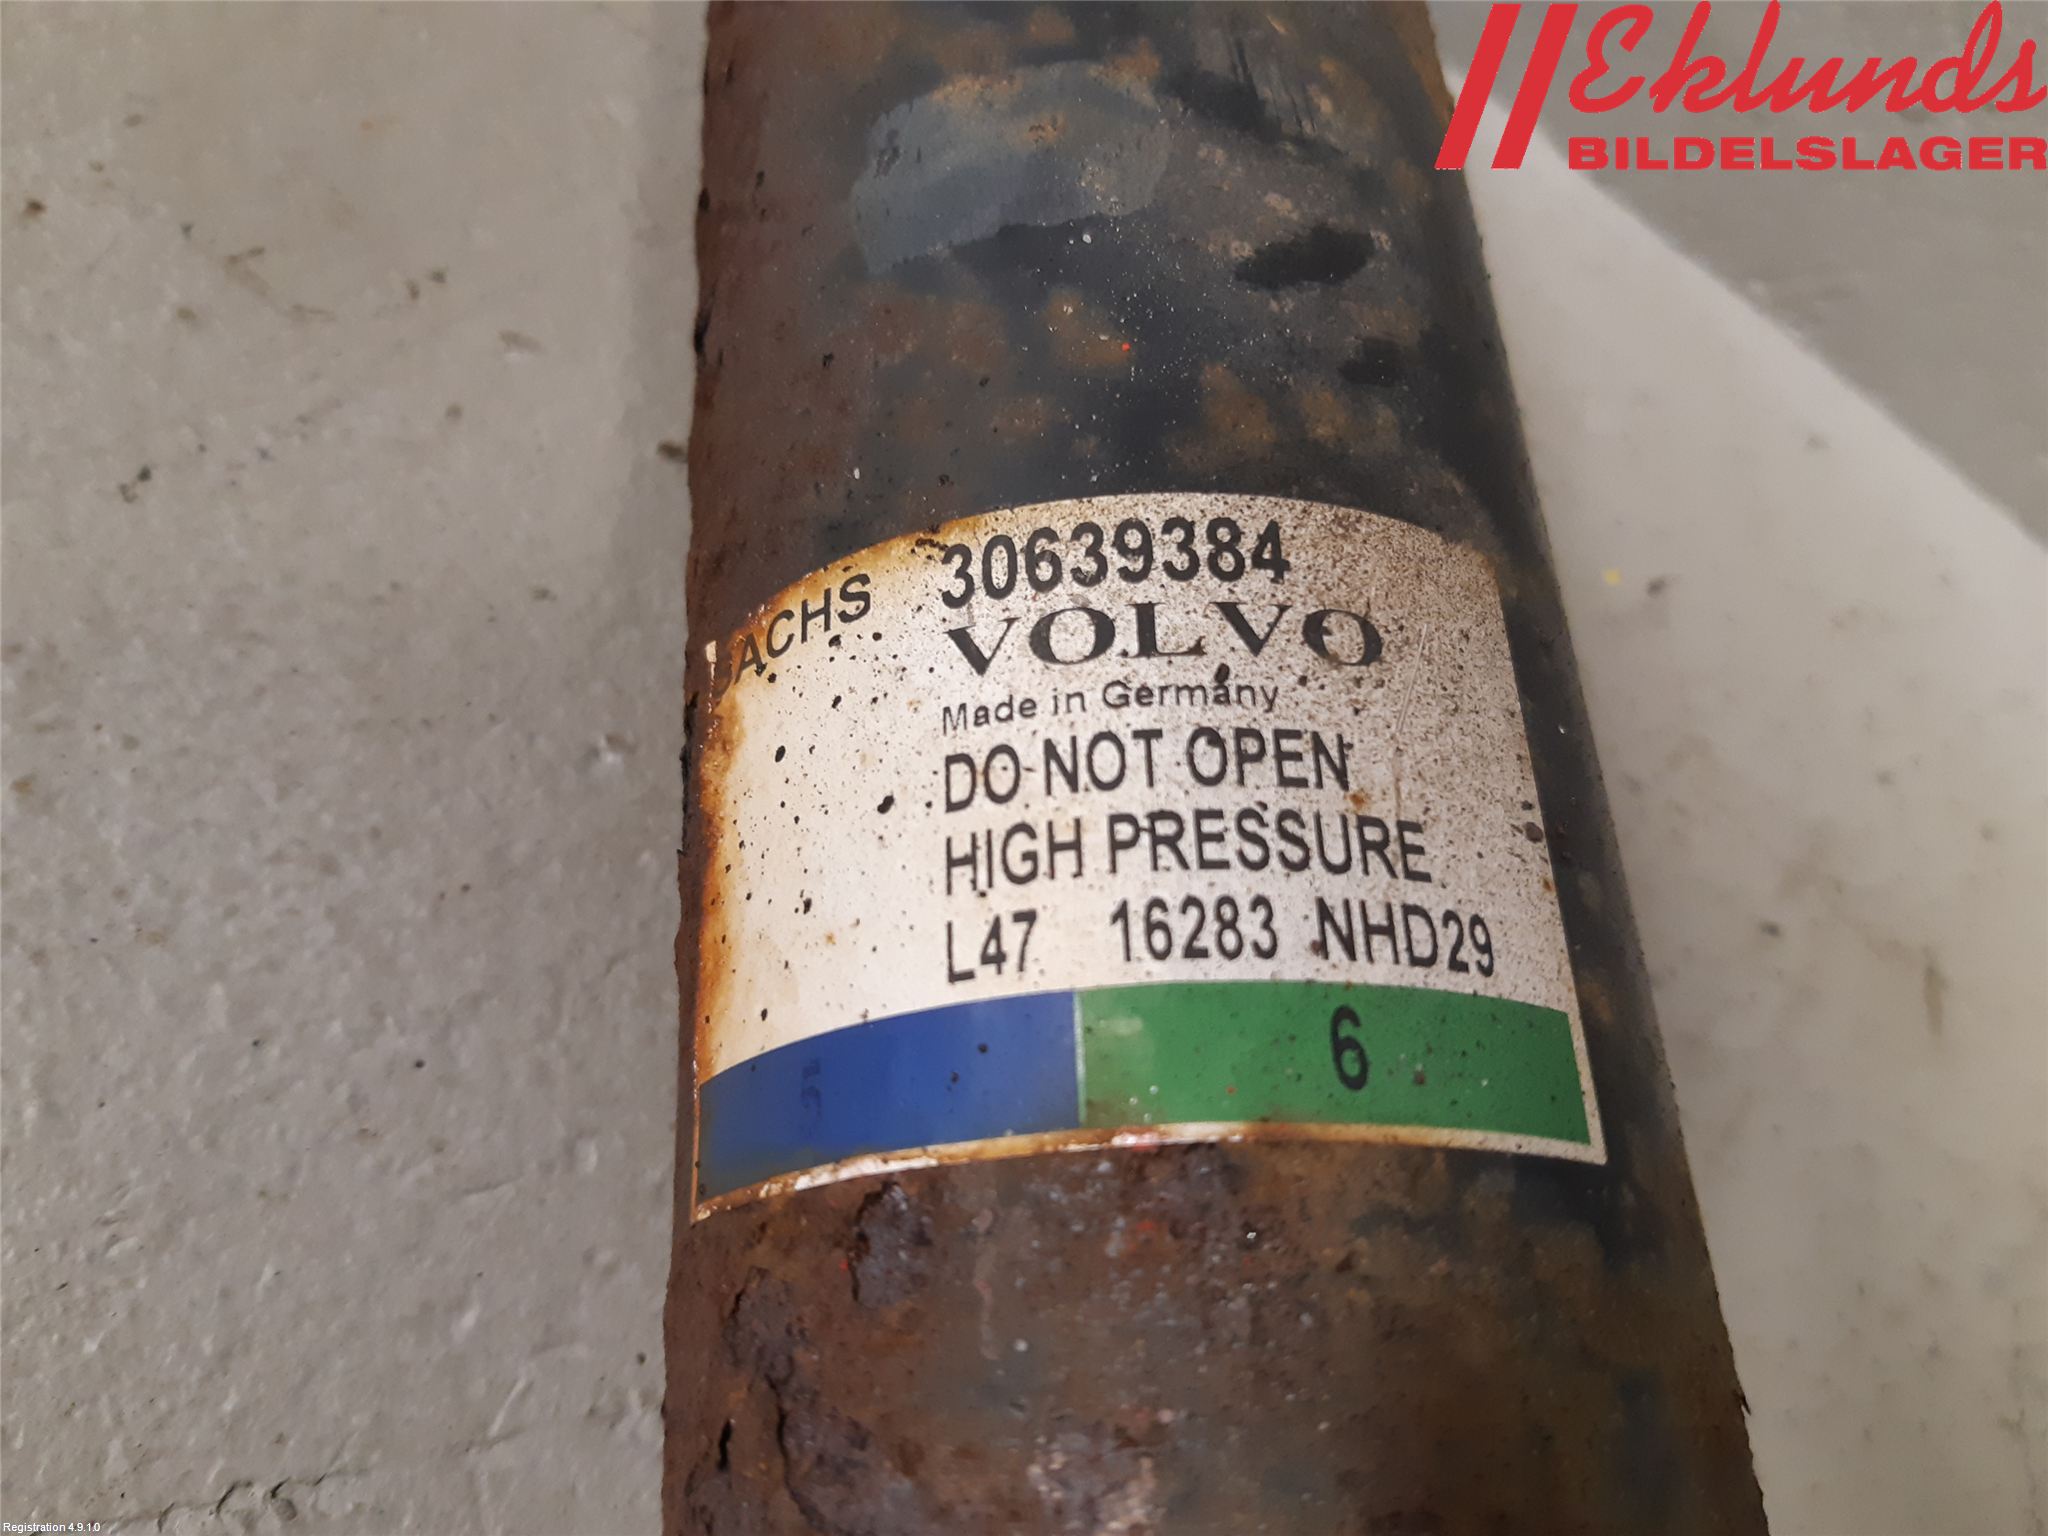 Eklunds
BILDELSLAGER
SACHS 30639384
VOLVO
Made in Germany
DO NOT OPEN
HIGH PRESSURE
L47 16283 NHD29
6
Registration 4.9.1.0